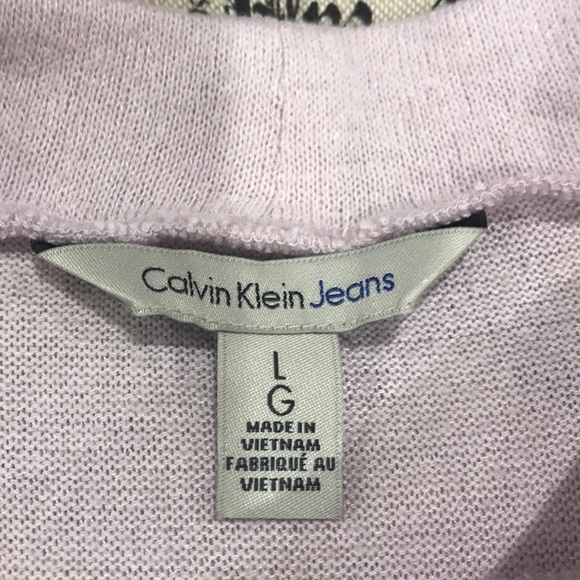 Calvin Klein Jeans
L
G
MADE IN
VIETNAM
FABRIQUÉ AU
VIETNAM